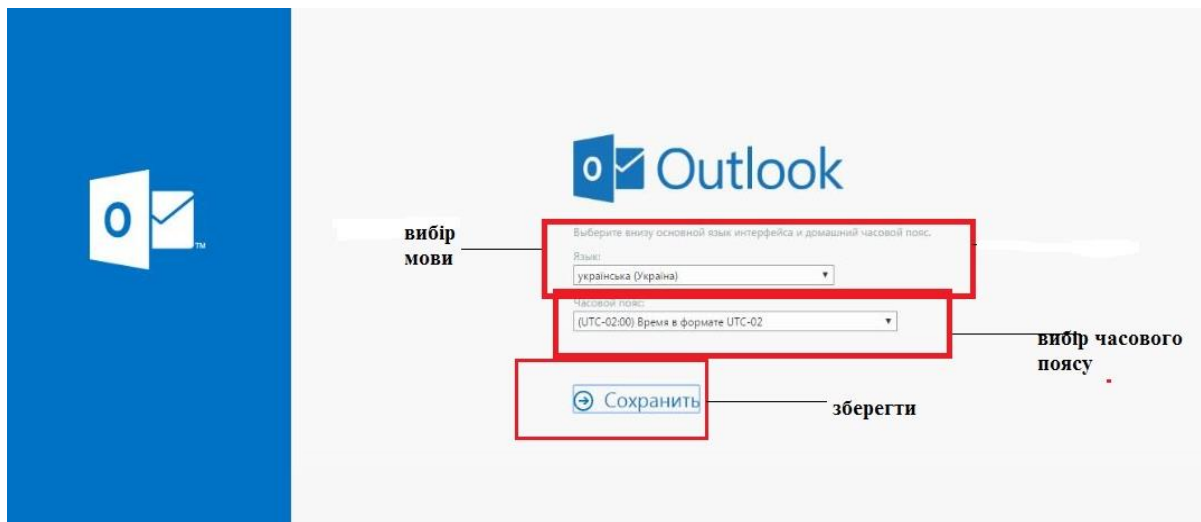 O
TM
O Outlook
вибір
мови
Выберите внизу основной язык интерфейса и домашний часовой пояс.
Язык:
українська (Україна)
Часовой пояс:
(UTC-02:00) Время в формате UTC-02
вибір часового
поясу
Сохранить
зберегти